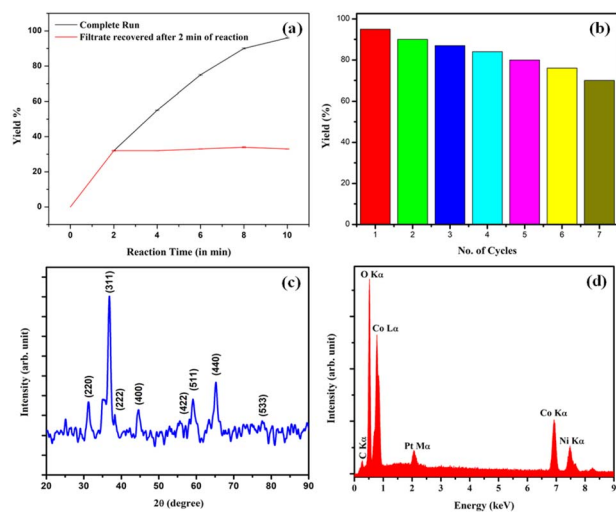 (a)
Complete Run
Filtrate recovered after 2 min of reaction
Yield %
100
80
60
40
20
0
0 2 4 6 8 10
Reaction Time (in min)
(b)
Yield (%)
100
80
60
40
20
0
1 2 3 4 5 6 7
No. of Cycles
(c)
Intensity (arb. unit)
(220)
(311)
(222)
(400)
(422)
(511)
(440)
(533)
20 30 40 50 60 70 80 90
2θ (degree)
(d)
Intensity (arb. unit)
C Kα
O Kα
Co Lα
Pt Mα
Co Kα
Ni Kα
0 1 2 3 4 5 6 7 8 9
Energy (keV)